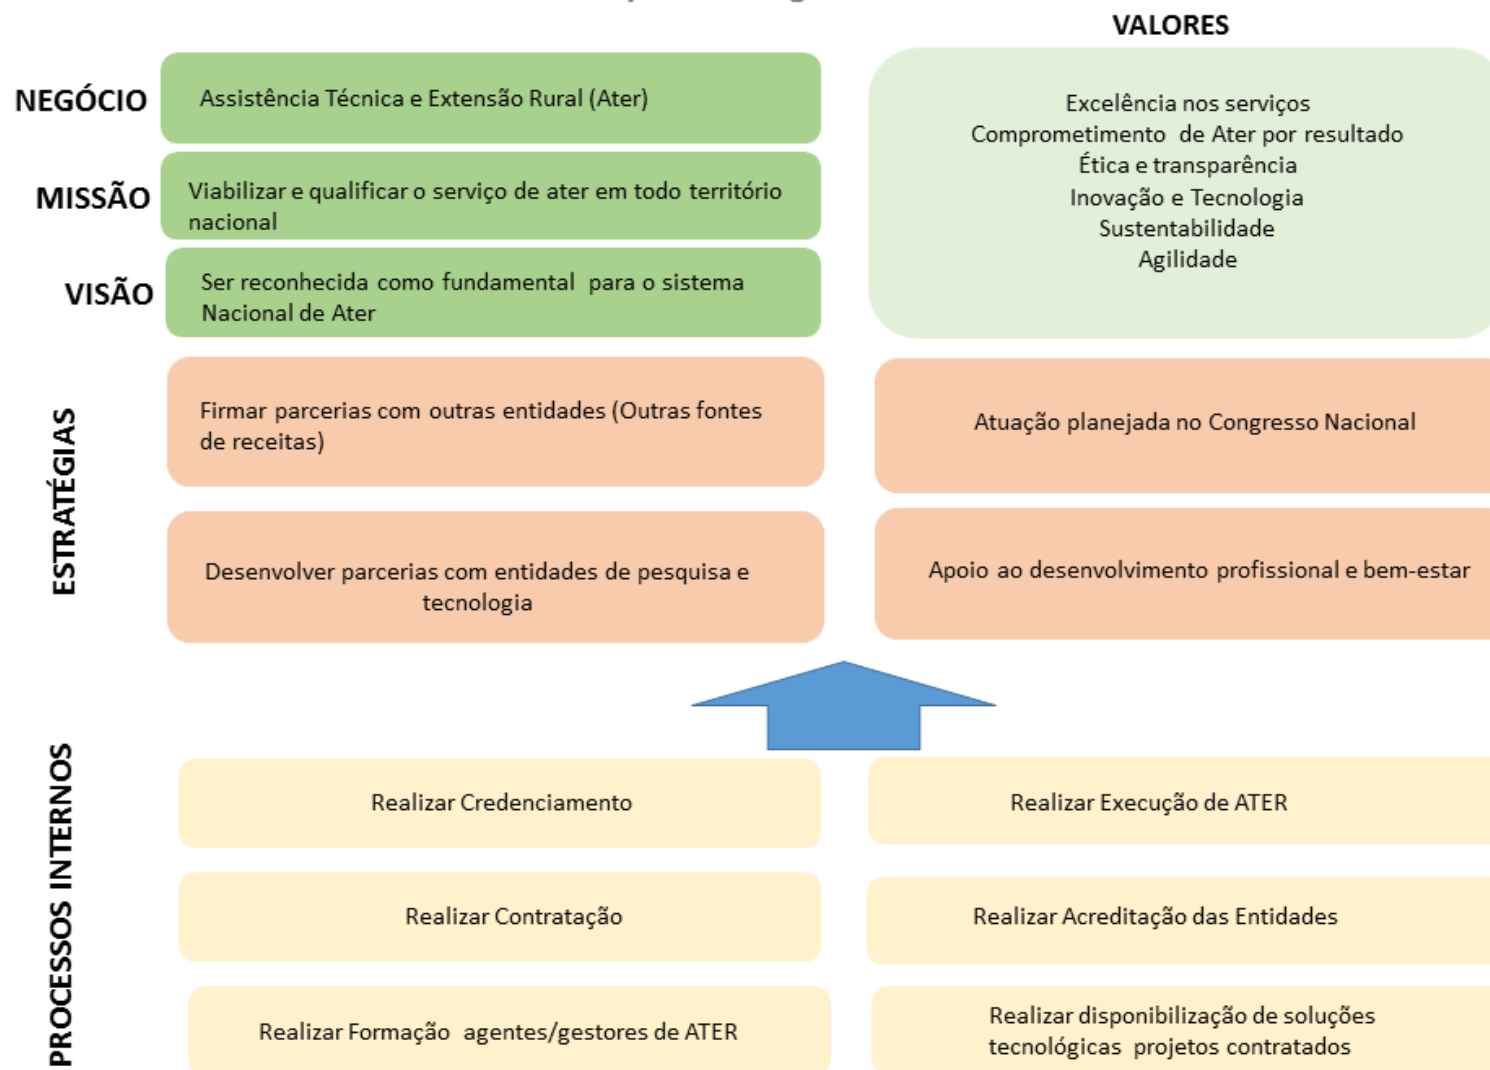 VALORES
NEGÓCIO
Assistência Técnica e Extensão Rural (Ater)
MISSÃO
Viabilizar e qualificar o serviço de ater em todo território
nacional
VISÃO
Ser reconhecida como fundamental para o sistema
Nacional de Ater
Excelência nos serviços
Comprometimento de Ater por resultado
Ética e transparência
Inovação e Tecnologia
Sustentabilidade
Agilidade
ESTRATÉGIAS
Firmar parcerias com outras entidades (Outras fontes
de receitas)
Atuação planejada no Congresso Nacional
Desenvolver parcerias com entidades de pesquisa e
tecnologia
Apoio ao desenvolvimento profissional e bem-estar
PROCESSOS INTERNOS
Realizar Credenciamento
Realizar Execução de ATER
Realizar Contratação
Realizar Acreditação das Entidades
Realizar Formação agentes/gestores de ATER
Realizar disponibilização de soluções
tecnológicas projetos contratados